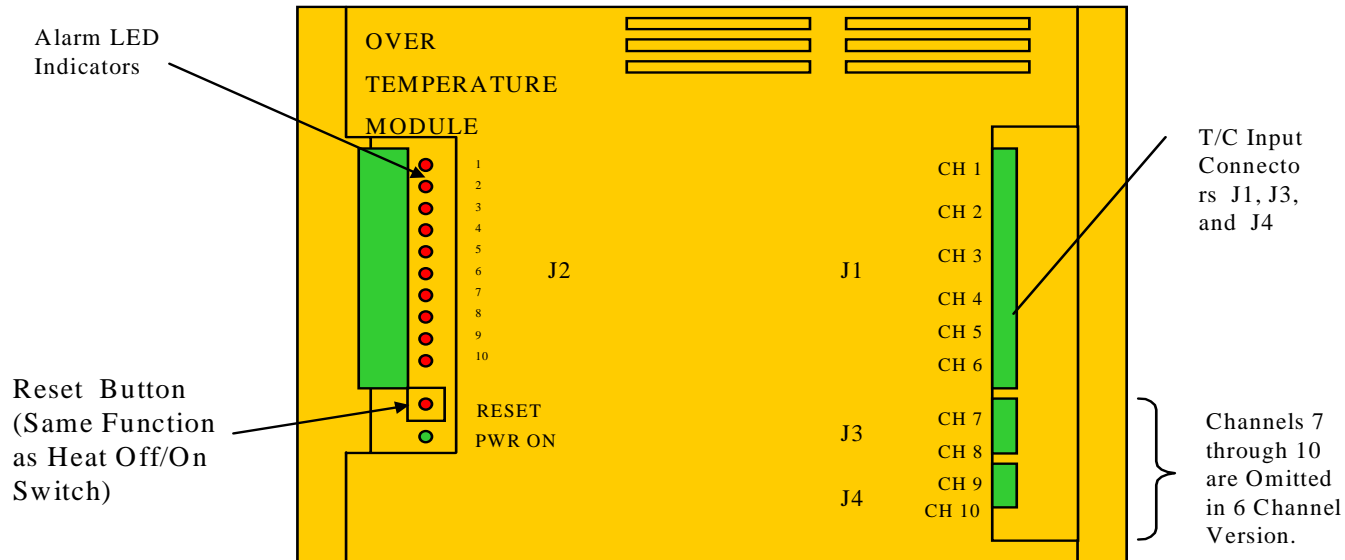 Alarm LED
Indicators
OVER
TEMPERATURE
MODULE
1
2
3
4
5
6
7
8
9
10
J2
RESET
PWR ON
Reset Button
(Same Function
as Heat Off/On
Switch)
J1
CH 1
CH 2
CH 3
CH 4
CH 5
CH 6
J3
CH 7
CH 8
J4
CH 9
CH 10
T/C Input
Connecto
rs J1, J3,
and J4
Channels 7
through 10
are Omitted
in 6 Channel
Version.